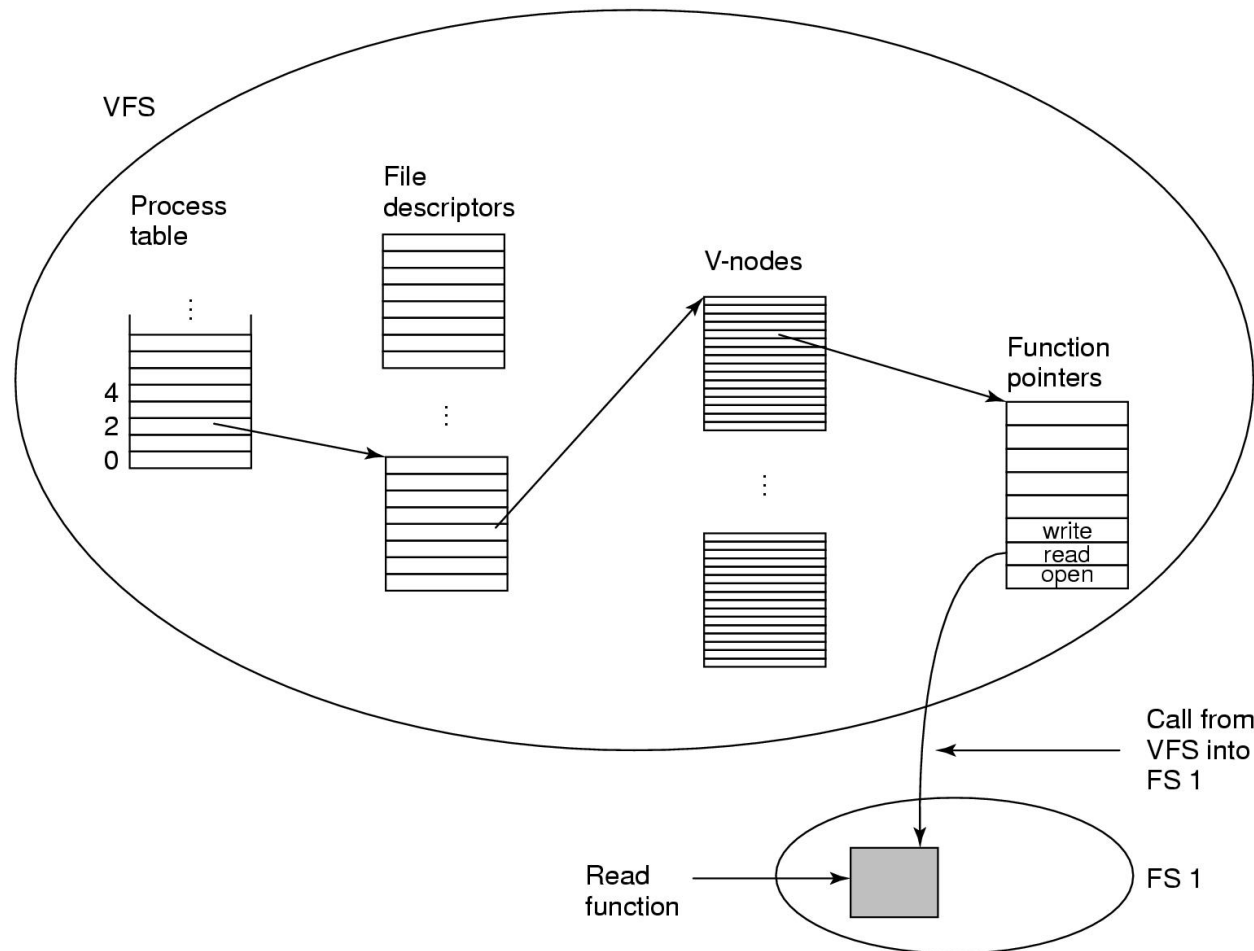 VFS
Process
table
File
descriptors
V-nodes
Function
pointers
4
2
0
write
read
open
Call from
VFS into
FS 1
Read
function
FS 1